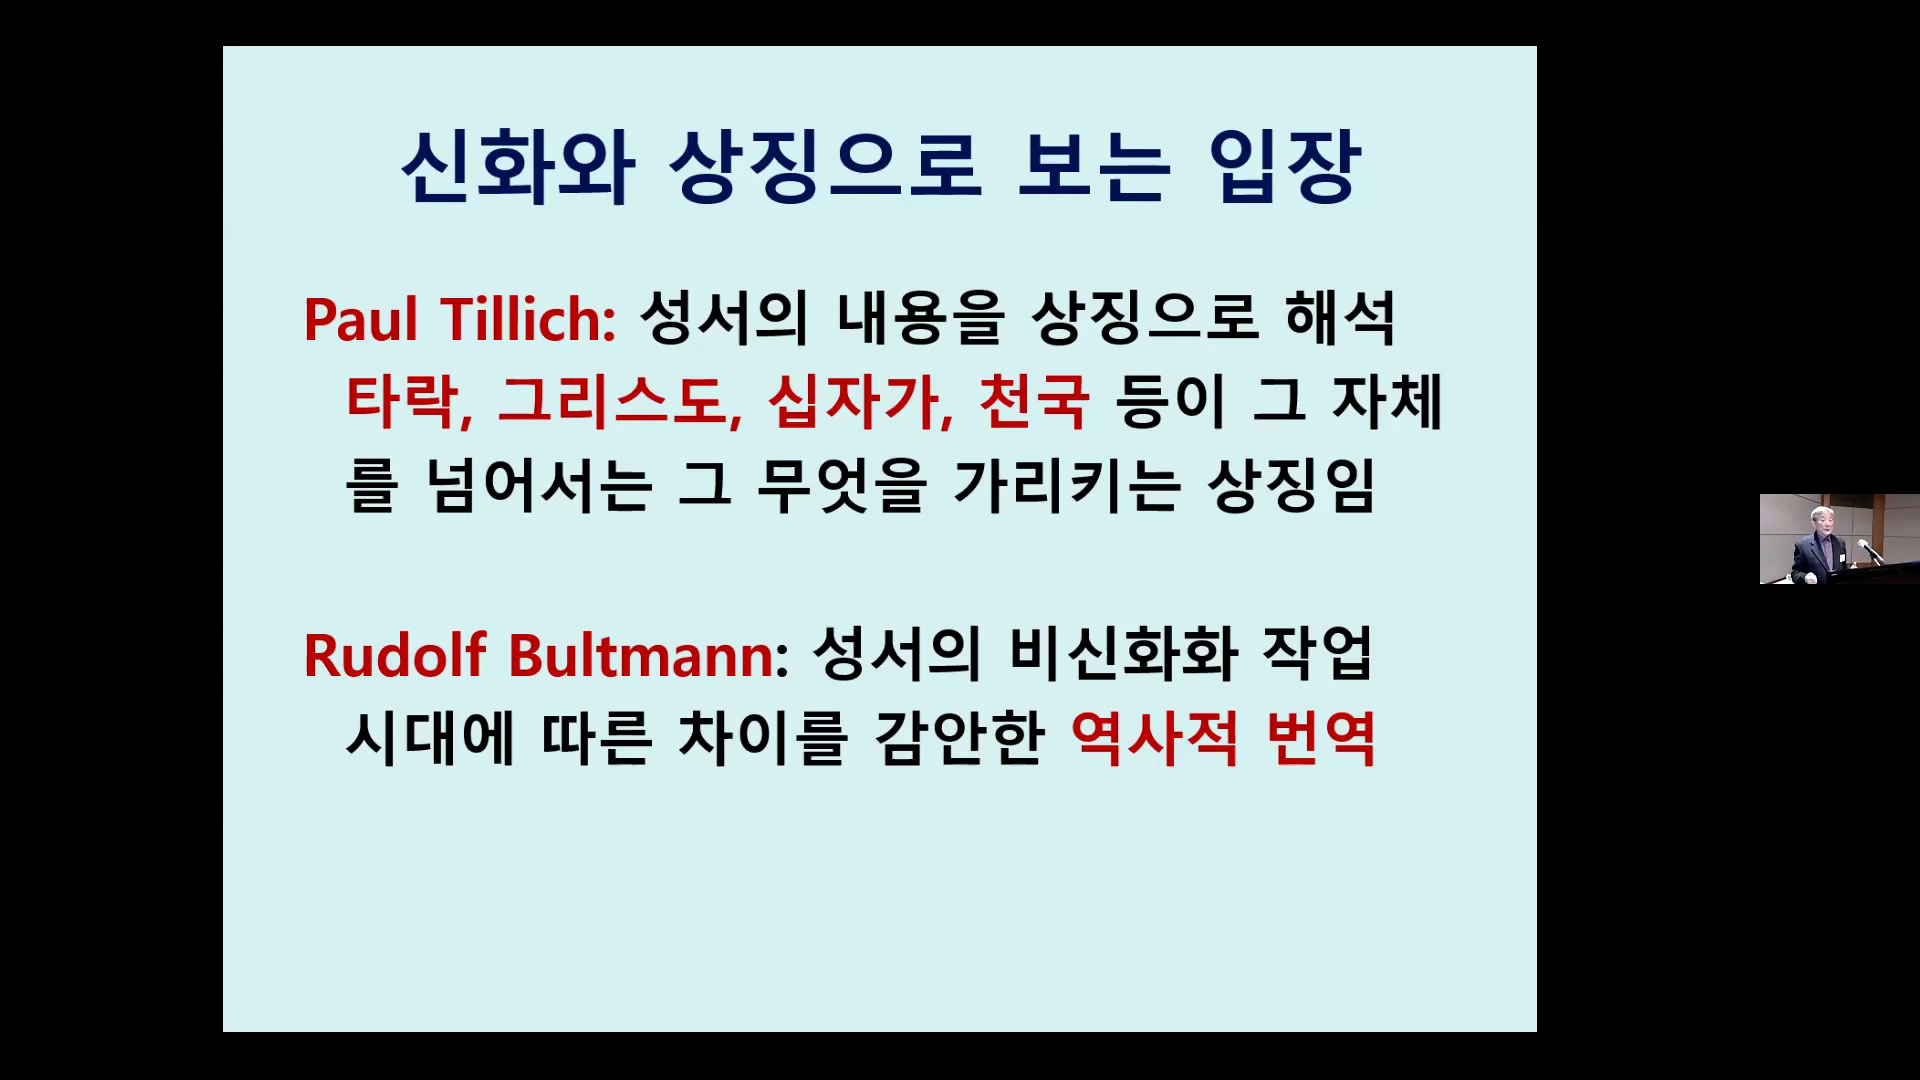 신화와 상징으로 보는 입장
Paul Tillich: 성서의 내용을 상징으로 해석
타락, 그리스도, 십자가, 천국 등이 그 자체
를 넘어서는 그 무엇을 가리키는 상징임
Rudolf Bultmann: 성서의 비신화화 작업
시대에 따른 차이를 감안한 역사적 번역